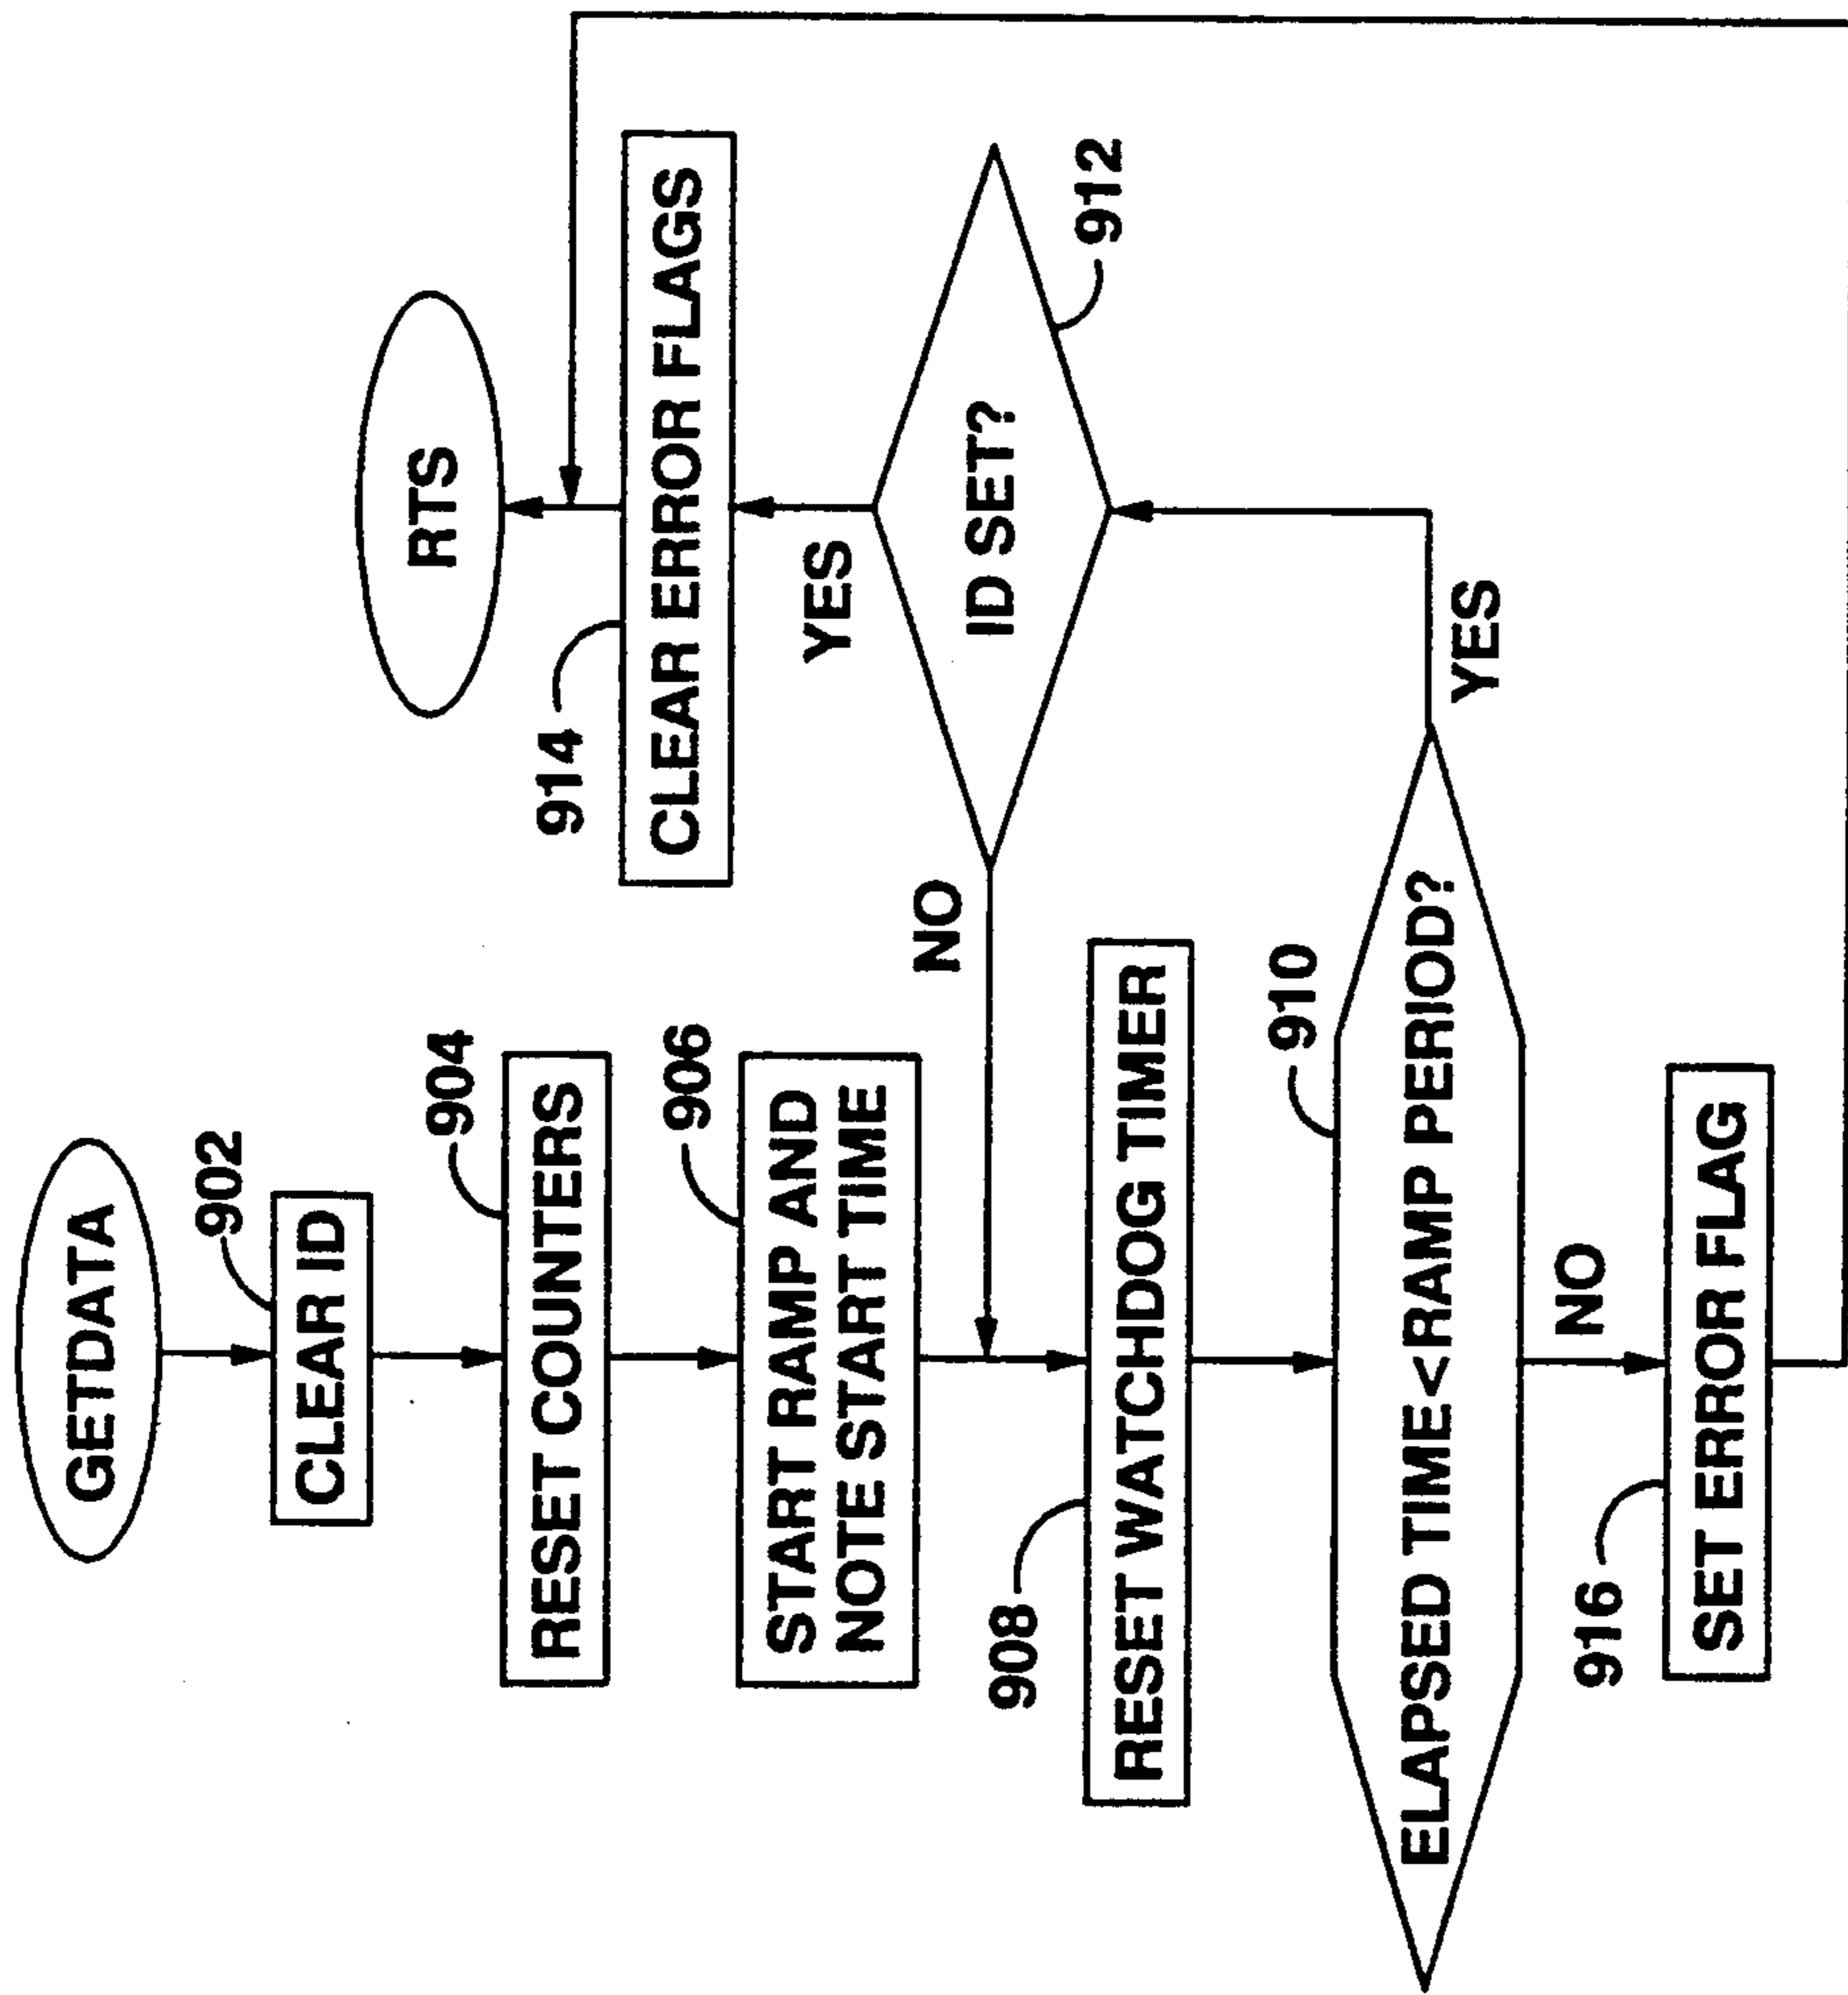 GETDATA
902
CLEAR ID
904
RESET COUNTERS
906
START RAMP AND
NOTE START TIME
908
RESET WATCHDOG TIMER
910
ELAPSED TIME<RAMP PERIOD?
NO
916
SET ERROR FLAG
YES
912
ID SET?
NO
YES
914
CLEAR ERROR FLAGS
RTS